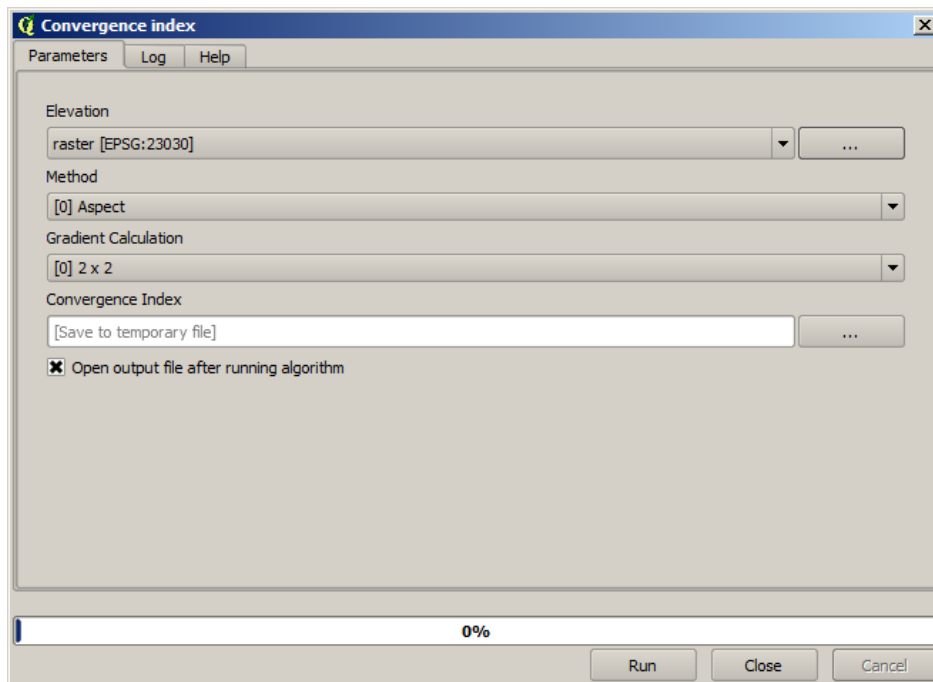 Convergence index
Parameters Log Help
Elevation
raster [EPSG:23030] ...
Method
[0] Aspect
Gradient Calculation
[0] 2 x 2
Convergence Index
[Save to temporary file] ...
Open output file after running algorithm
0%
Run Close Cancel